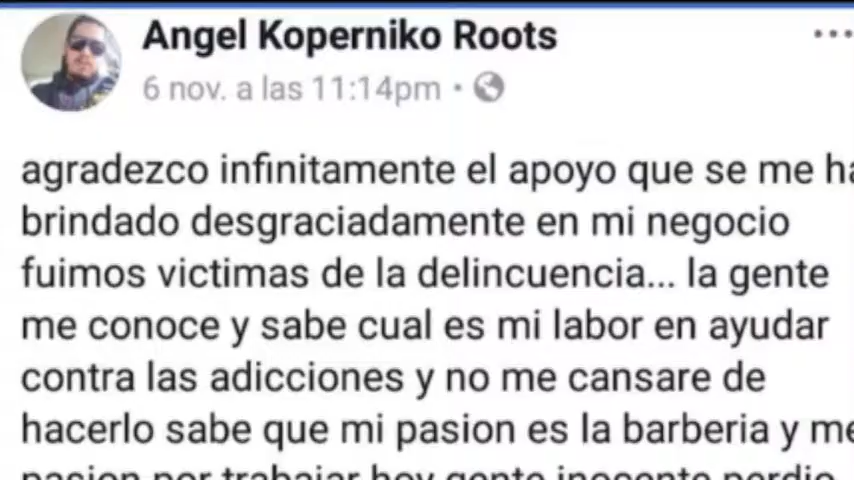 Angel Koperniko Roots
6 nov. a las 11:14pm ·
agradezco infinitamente el apoyo que se me ha
brindado desgraciadamente en mi negocio
fuimos victimas de la delincuencia... la gente
me conoce y sabe cual es mi labor en ayudar
contra las adicciones y no me cansare de
hacerlo sabe que mi pasion es la barberia y me
pasion por trabajar hoy gente inocente perdio